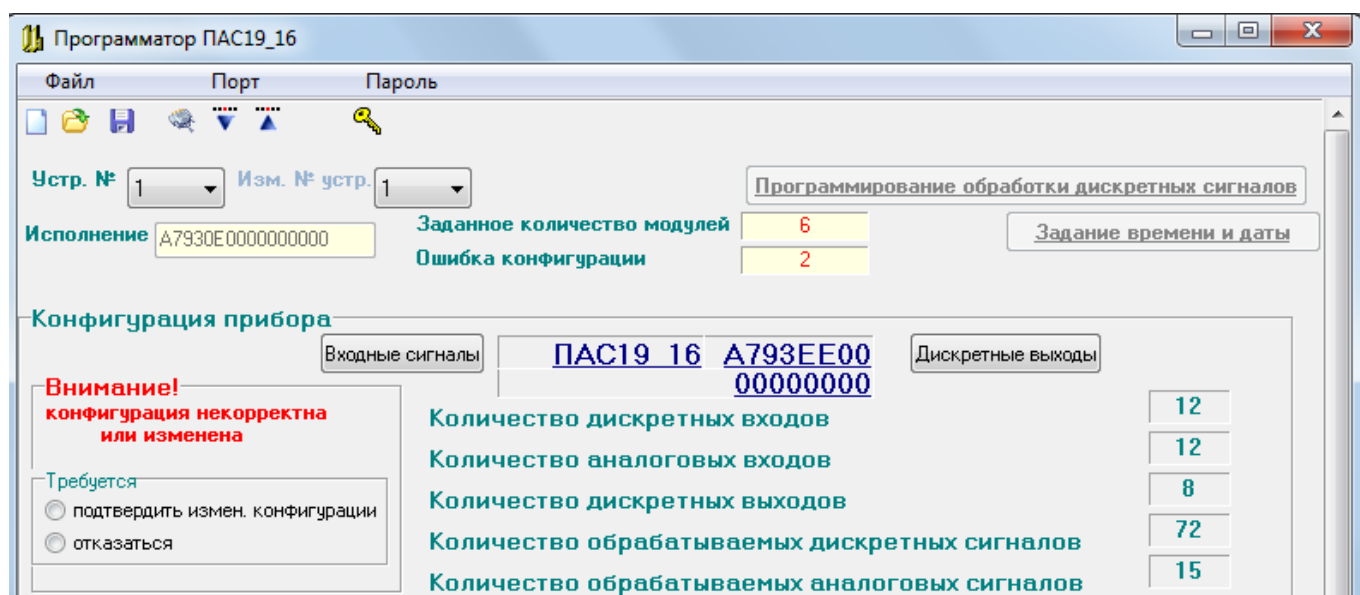 Программатор ПАС19_16
Файл Порт Пароль
Устр. № 1 Изм. № устр. 1
Программирование обработки дискретных сигналов
Исполнение A7930E0000000000
Заданное количество модулей 6
Задание времени и даты
Ошибка конфигурации 2
Конфигурация прибора
Входные сигналы ПАС19_16 A793EE00 Дискретные выходы
00000000
Внимание!
конфигурация некорректна
или изменена
Требуется
подтвердить измен. конфигурации
отказаться
Количество дискретных входов 12
Количество аналоговых входов 12
Количество дискретных выходов 8
Количество обрабатываемых дискретных сигналов 72
Количество обрабатываемых аналоговых сигналов 15